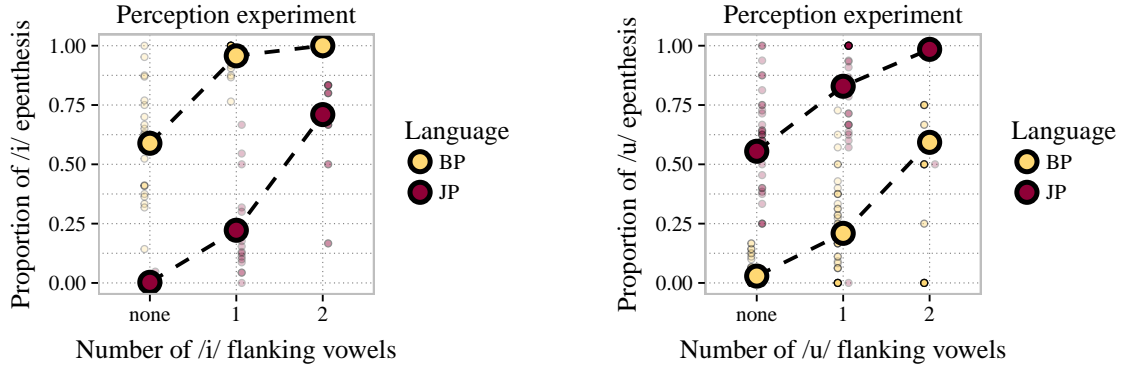 Perception experiment
Proportion of /i/ epenthesis
1.00
0.75
0.50
0.25
0.00
none 1 2
Number of /i/ flanking vowels
Language
BP
JP
Perception experiment
Proportion of /u/ epenthesis
1.00
0.75
0.50
0.25
0.00
none 1 2
Number of /u/ flanking vowels
Language
BP
JP